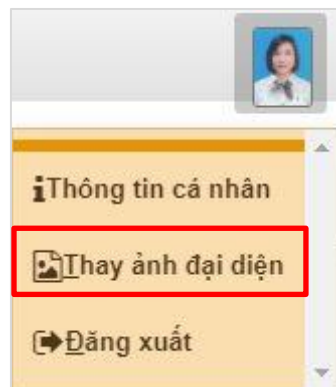 Thông tin cá nhân
Thay ảnh đại diện
Đăng xuất